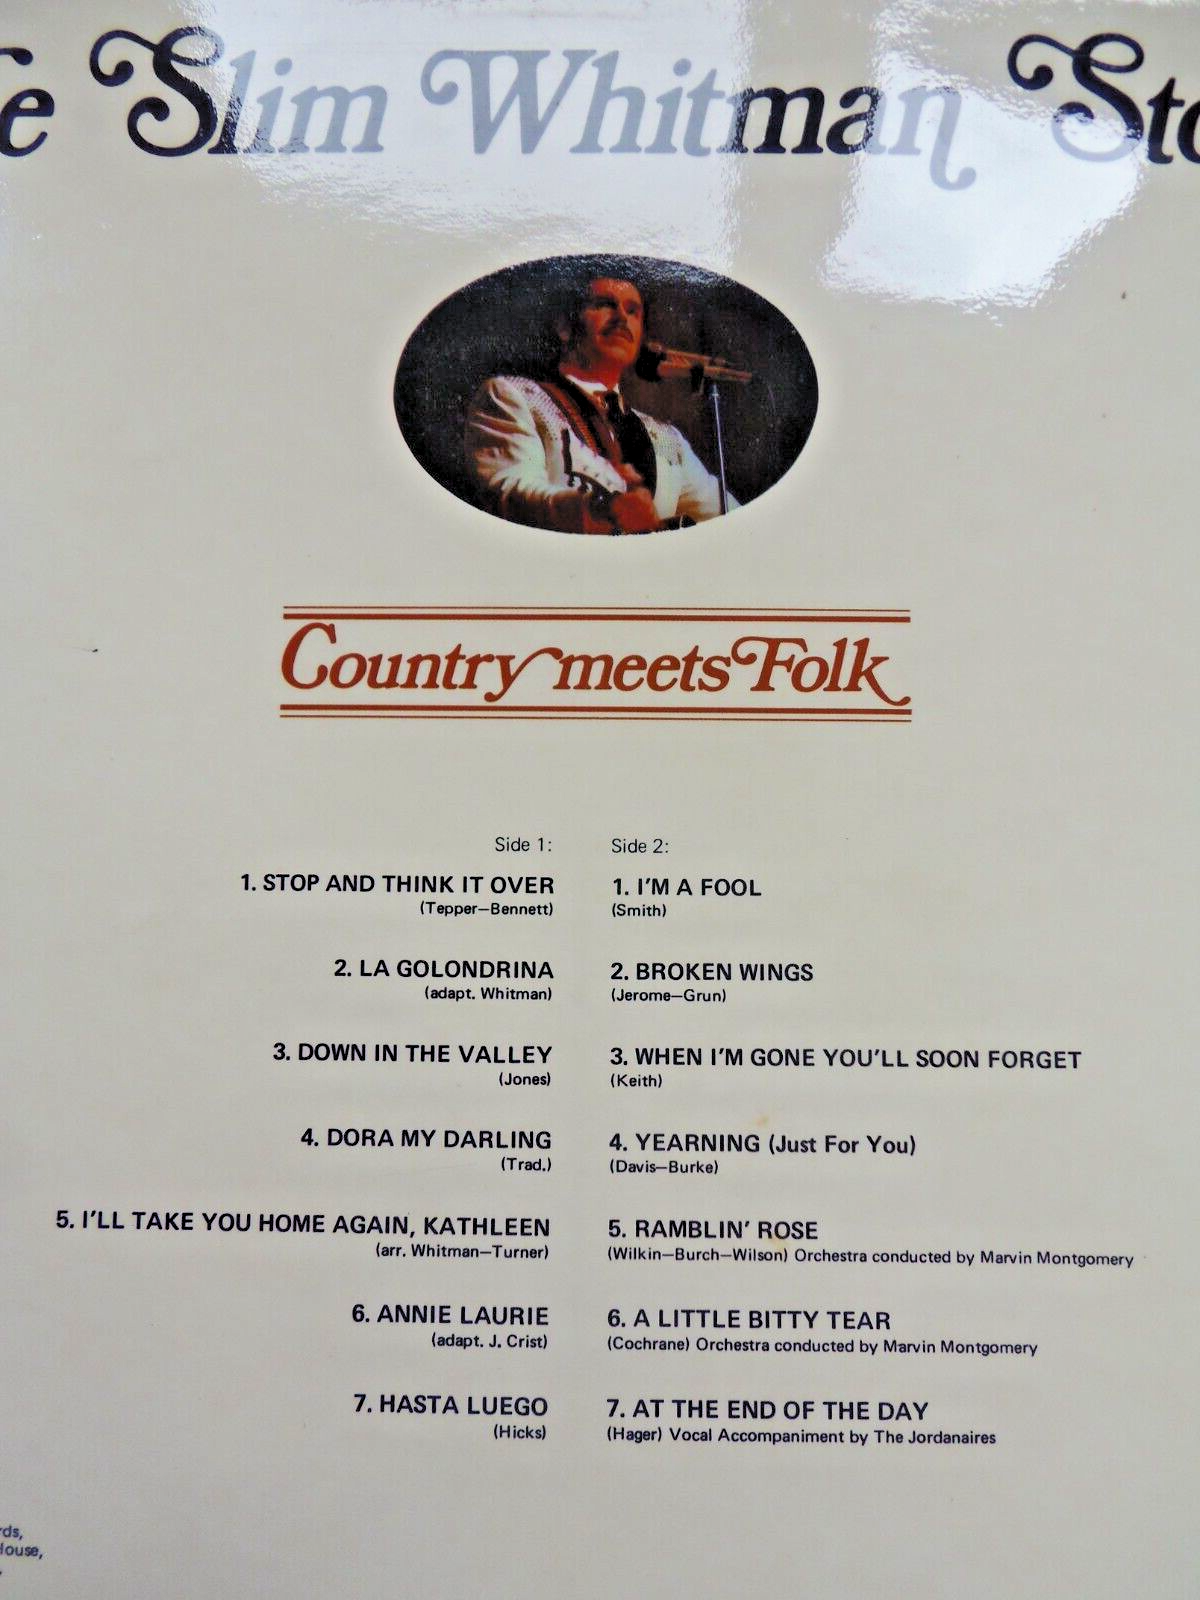 e Slim Whitman Sto
Country meets Folk
Side 1:
1. STOP AND THINK IT OVER
(Tepper—Bennett)
2. LA GOLONDRINA
(adapt. Whitman)
3. DOWN IN THE VALLEY
(Jones)
4. DORA MY DARLING
(Trad.)
5. I'LL TAKE YOU HOME AGAIN, KATHLEEN
(arr. Whitman—Turner)
6. ANNIE LAURIE
(adapt. J. Crist)
7. HASTA LUEGO
(Hicks)
Side 2:
1. I'M A FOOL
(Smith)
2. BROKEN WINGS
(Jerome—Grun)
3. WHEN I'M GONE YOU'LL SOON FORGET
(Keith)
4. YEARNING (Just For You)
(Davis—Burke)
5. RAMBLIN' ROSE
(Wilkin—Burch—Wilson) Orchestra conducted by Marvin Montgomery
6. A LITTLE BITTY TEAR
(Cochrane) Orchestra conducted by Marvin Montgomery
7. AT THE END OF THE DAY
(Hager) Vocal Accompaniment by The Jordanaires
rds,
House,